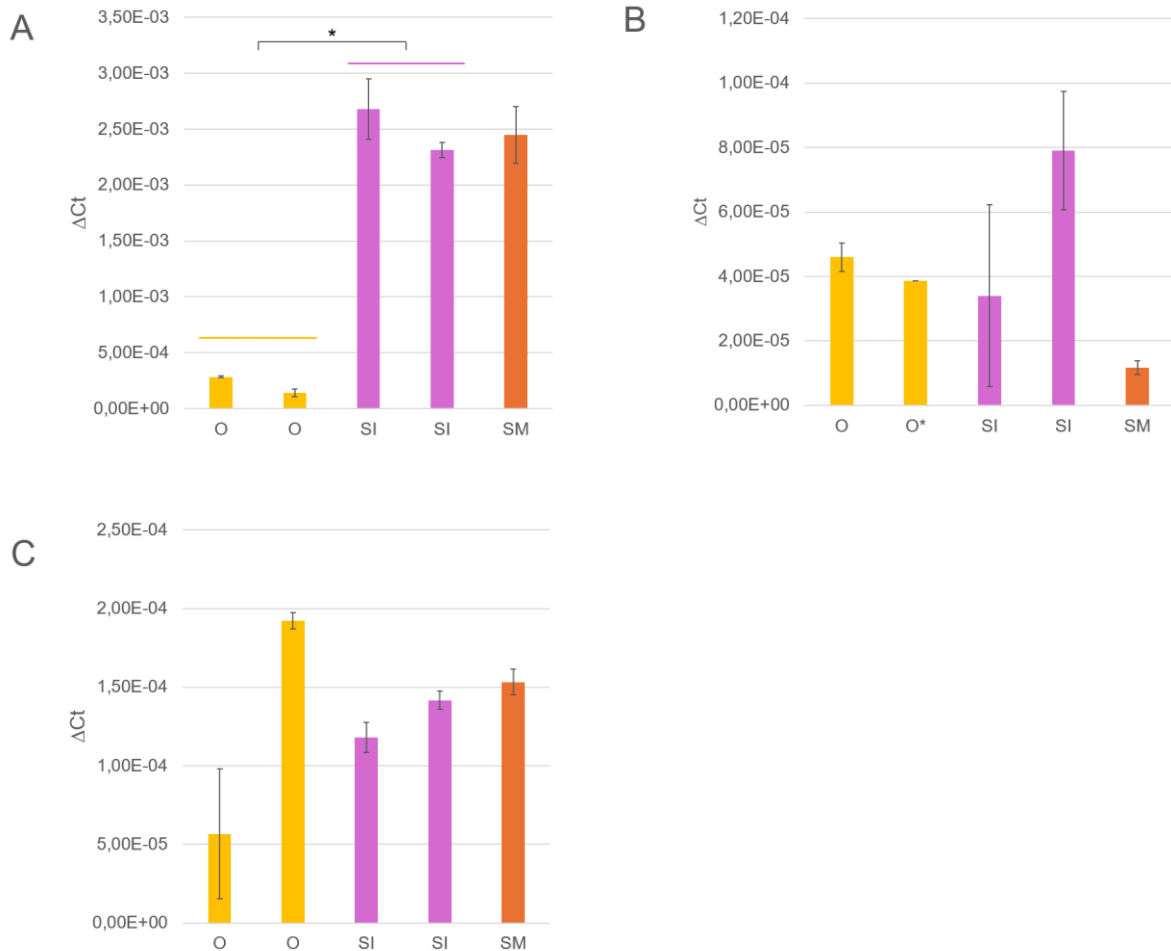 A
3,50E-03
*
3,00E-03
2,50E-03
2,00E-03
ΔCt
1,50E-03
1,00E-03
5,00E-04
0,00E+00
O O SI SI SM
B
1,20E-04
1,00E-04
8,00E-05
ΔCt
6,00E-05
4,00E-05
2,00E-05
0,00E+00
O O* SI SI SM
C
2,50E-04
2,00E-04
1,50E-04
ΔCt
1,00E-04
5,00E-05
0,00E+00
O O SI SI SM